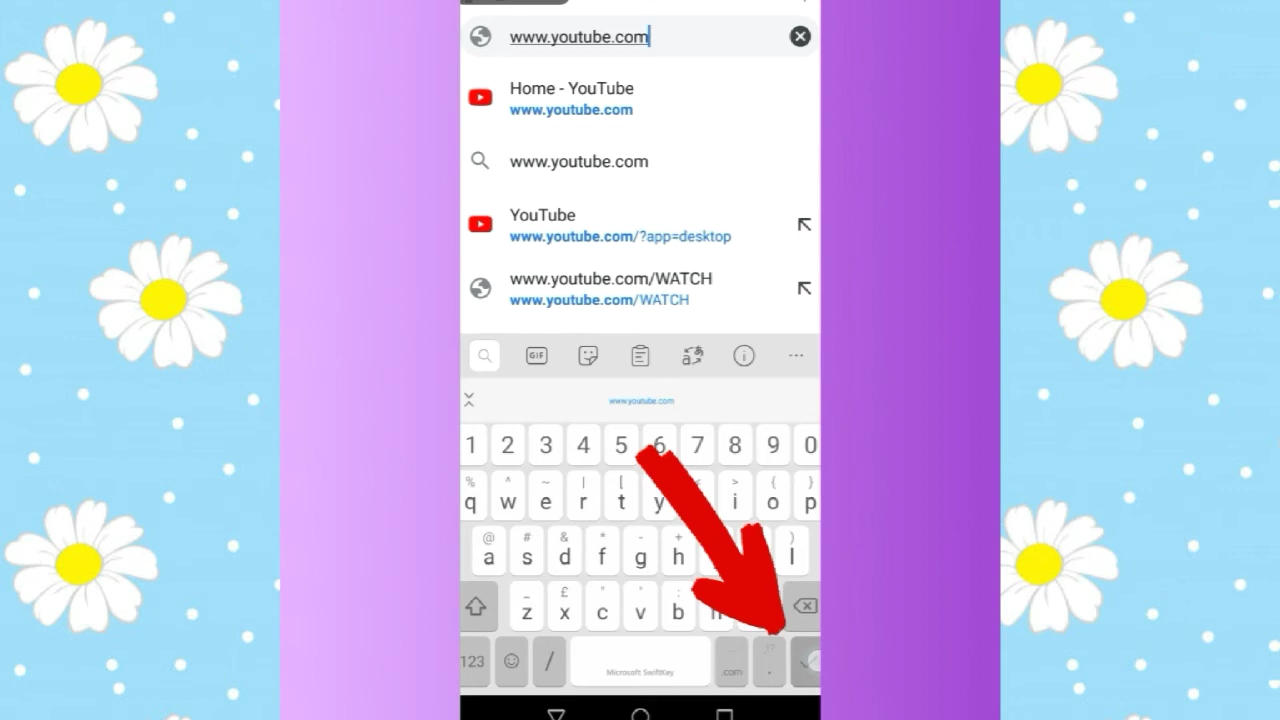 www.youtube.com
Home - YouTube
www.youtube.com
www.youtube.com
YouTube
www.youtube.com/?app=desktop
www.youtube.com/WATCH
www.youtube.com/WATCH
GIF
www.youtube.com
1 2 3 4 5 6 7 8 9 0
% ^ ~ | [ < > { }
q w e r t y i o p
@ # & * - + )
a s d f g h l
_ £ " ' :
z x c v b n
123 / Microsoft SwiftKey .com !? .